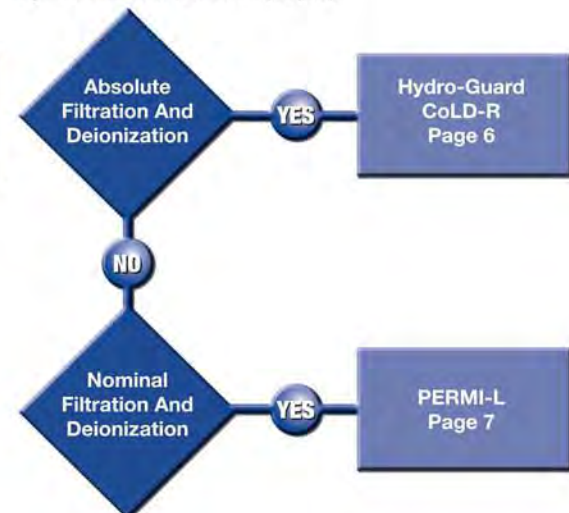 Absolute
Filtration And
Deionization
YES
Hydro-Guard
CoLD-R
Page 6
NO
Nominal
Filtration And
Deionization
YES
PERMI-L
Page 7